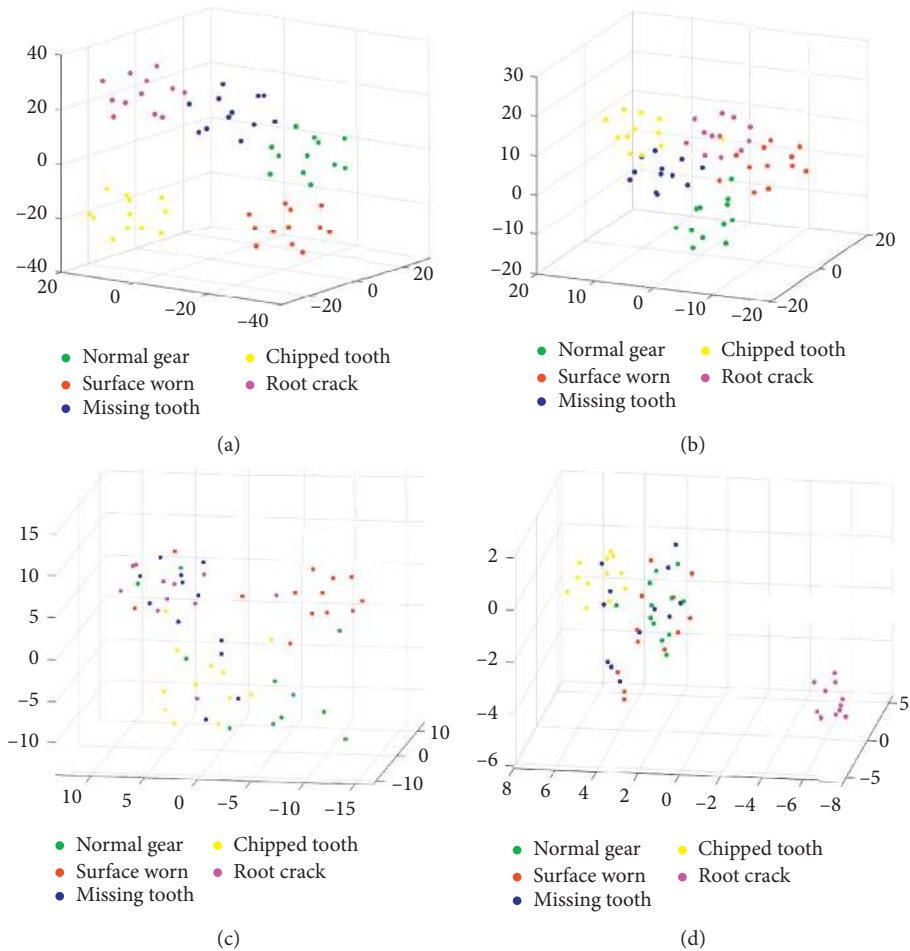 40
20
0
−20
−40
20
0
−20
−40
−20
0
20
Normal gear
Chipped tooth
Surface worn
Root crack
Missing tooth
(a)
30
20
10
0
−10
−20
20
10
0
−10
−20
−20
0
20
Normal gear
Chipped tooth
Surface worn
Root crack
Missing tooth
(b)
15
10
5
0
−5
−10
10
5
0
−5
−10
−15
−10
0
10
Normal gear
Chipped tooth
Surface worn
Root crack
Missing tooth
(c)
2
0
−2
−4
−6
8
6
4
2
0
−2
−4
−6
−8
−5
0
5
Normal gear
Chipped tooth
Surface worn
Root crack
Missing tooth
(d)